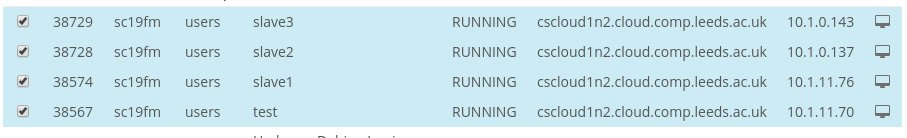 38729 sc19fm users slave3 RUNNING cscloud1n2.cloud.comp.leeds.ac.uk 10.1.0.143
38728 sc19fm users slave2 RUNNING cscloud1n2.cloud.comp.leeds.ac.uk 10.1.0.137
38574 sc19fm users slave1 RUNNING cscloud1n2.cloud.comp.leeds.ac.uk 10.1.11.76
38567 sc19fm users test RUNNING cscloud1n2.cloud.comp.leeds.ac.uk 10.1.11.70